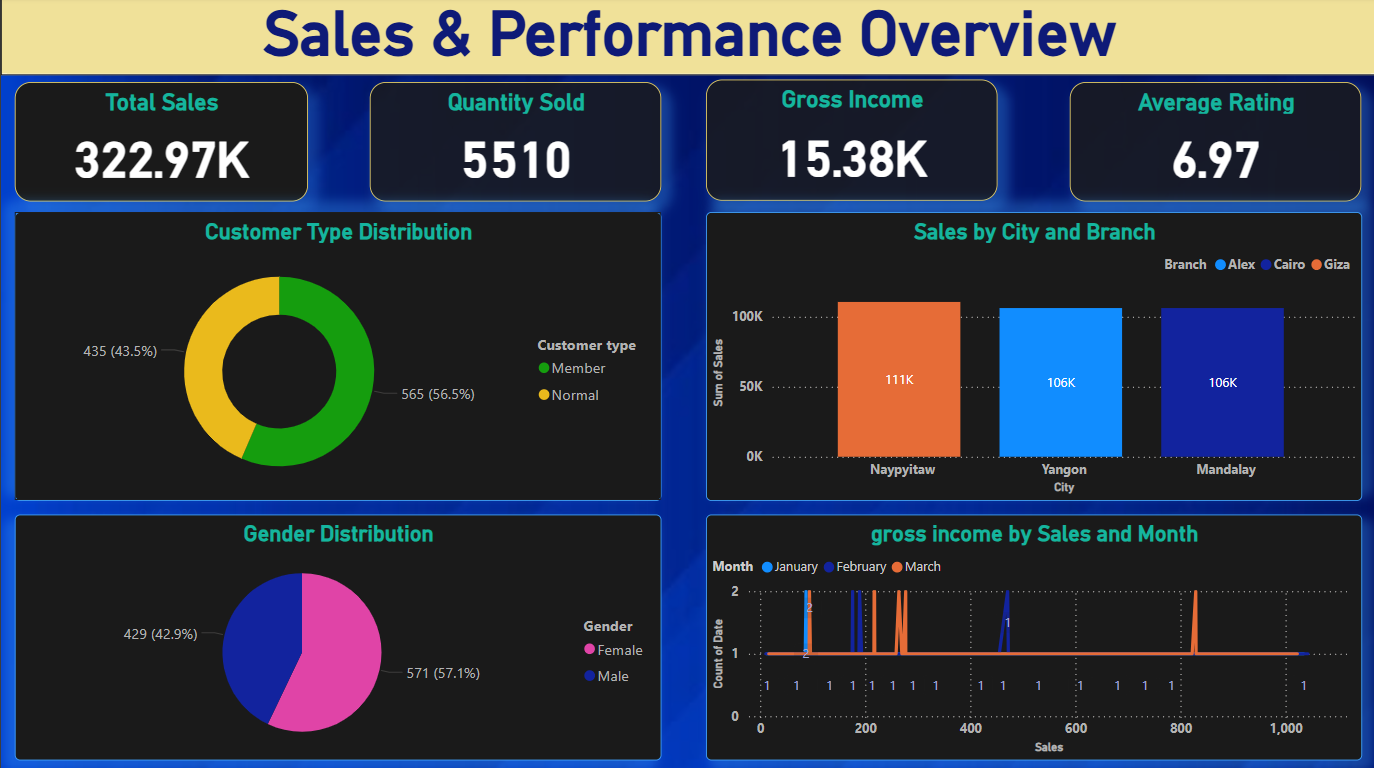 Sales & Performance Overview
Total Sales
322.97K
Quantity Sold
5510
Gross Income
15.38K
Average Rating
6.97
Customer Type Distribution
435 (43.5%)
565 (56.5%)
Customer type
Member
Normal
Sales by City and Branch
Branch Alex Cairo Giza
Sum of Sales
100K
50K
0K
111K
106K
106K
Naypyitaw Yangon Mandalay
City
Gender Distribution
429 (42.9%)
571 (57.1%)
Gender
Female
Male
gross income by Sales and Month
Month January February March
Count of Date
2
1
0
2
1
2
1 1 1 1 1 1 1 1 1 1 1 1 1 1 1 1
0 200 400 600 800 1,000
Sales